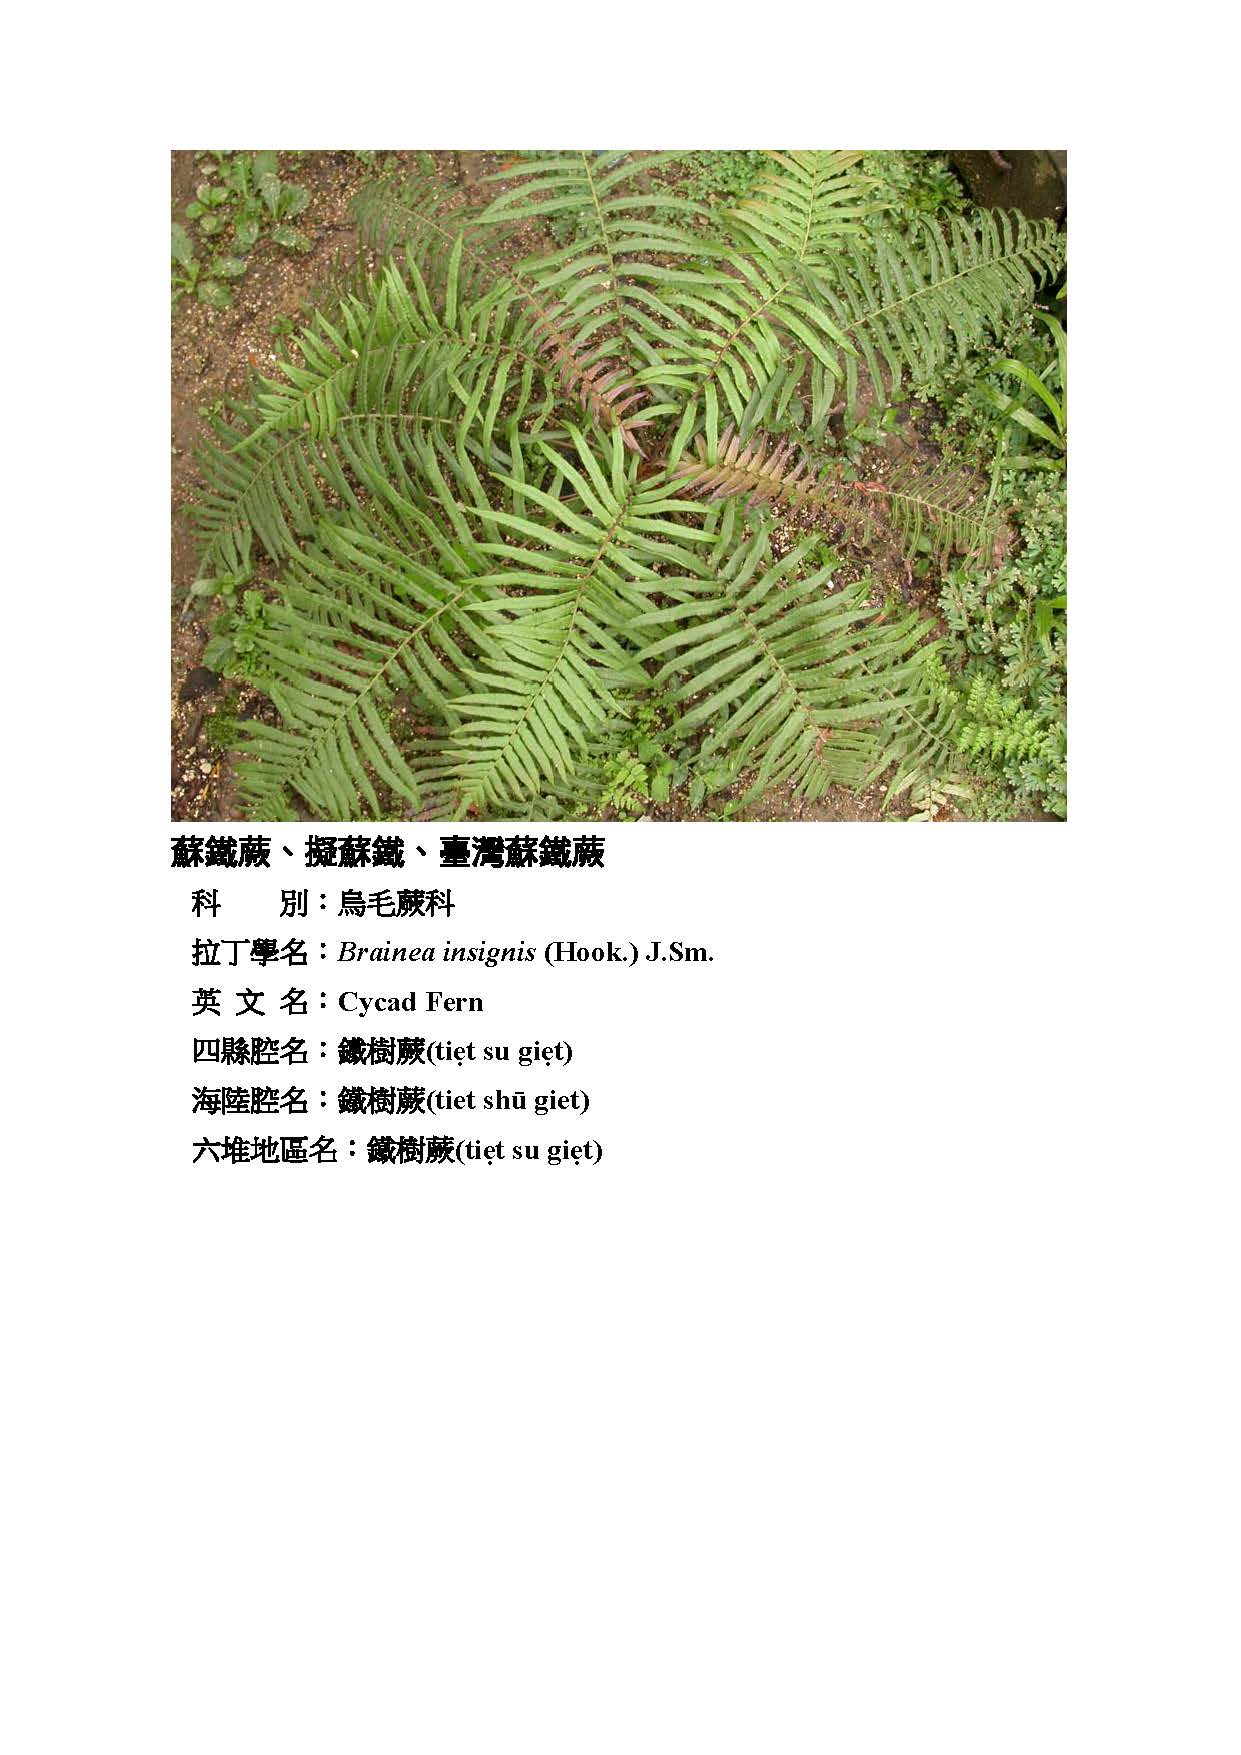 蘇鐵蕨、擬蘇鐵、臺灣蘇鐵蕨
科　　別：烏毛蕨科
拉丁學名：Brainea insignis (Hook.) J.Sm.
英 文 名：Cycad Fern
四縣腔名：鐵樹蕨(tiẹt su giẹt)
海陸腔名：鐵樹蕨(tiet shū giet)
六堆地區名：鐵樹蕨(tiẹt su giẹt)